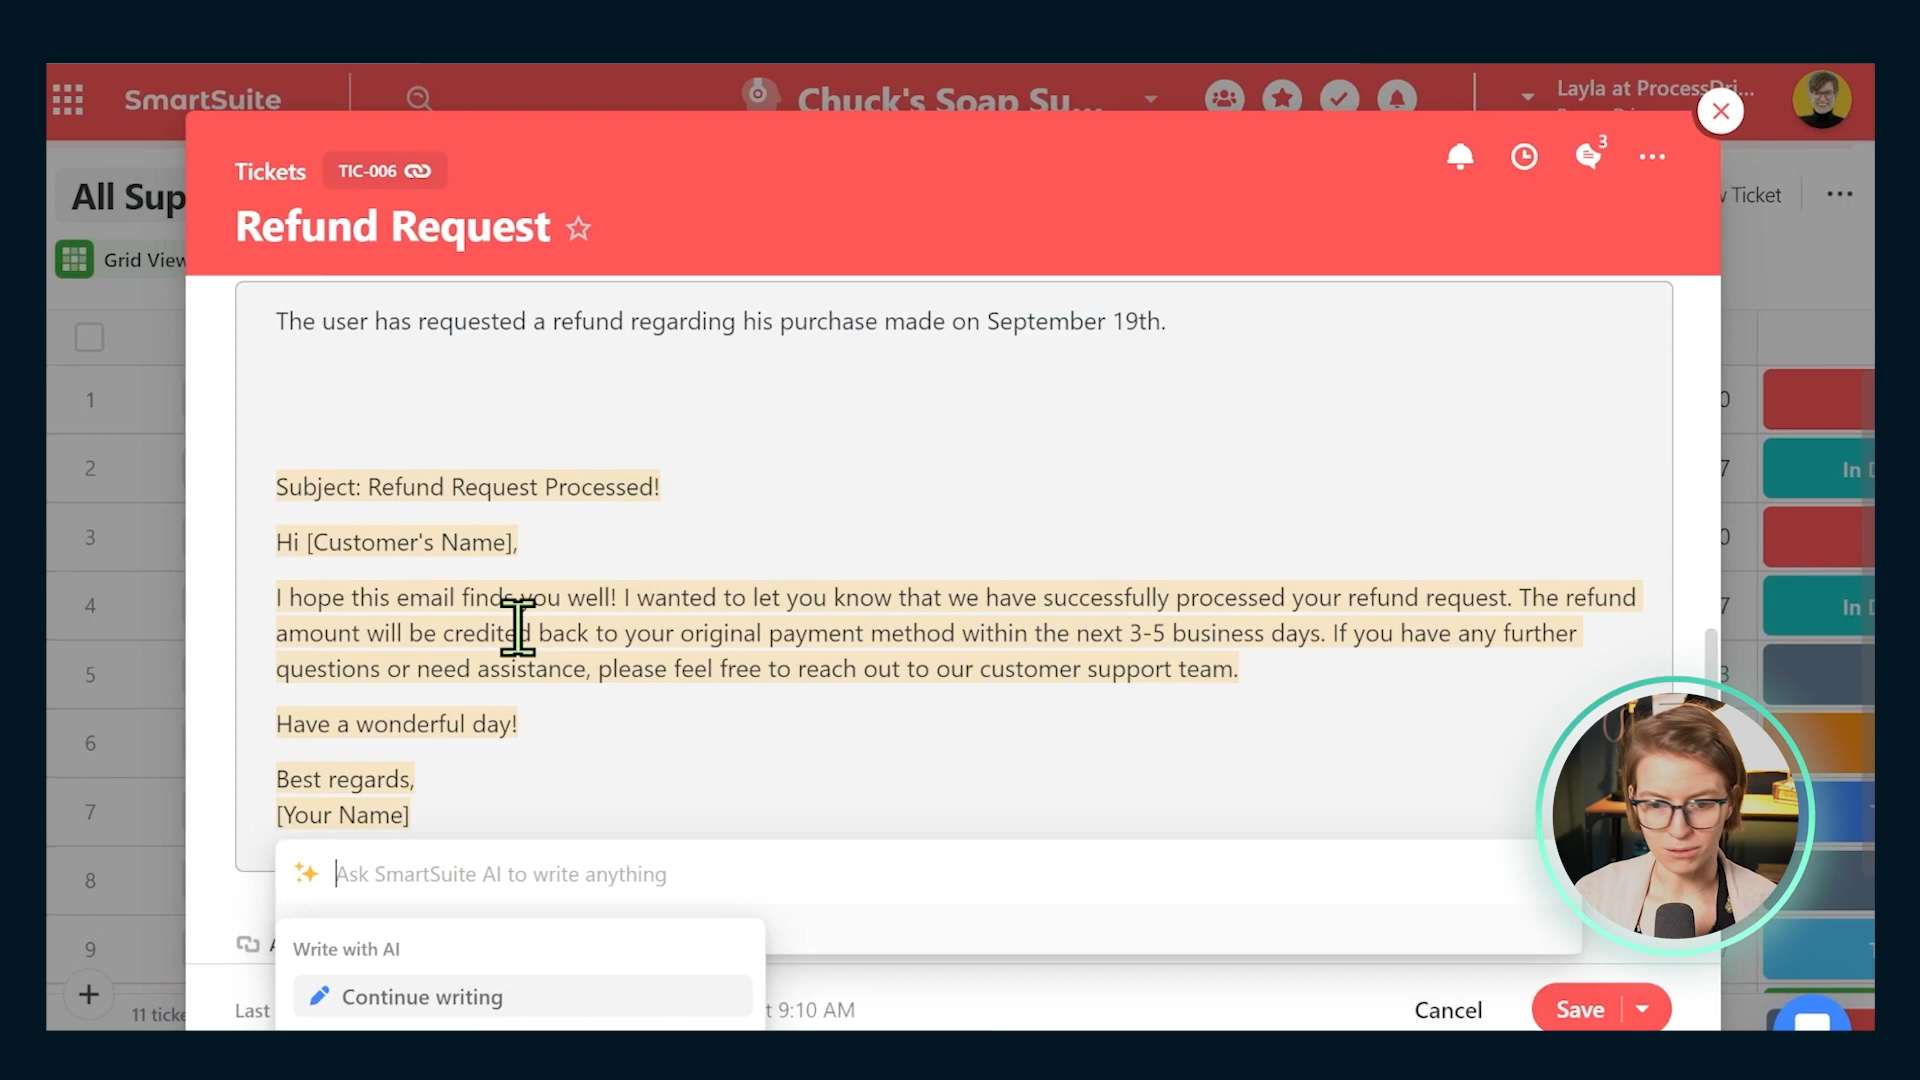 SmartSuite
Chuck's Soap Su...
Layla at ProcessDri...
Tickets
TIC-006
3
All Sup
Ticket
Refund Request
Grid View
The user has requested a refund regarding his purchase made on September 19th.
1
2
3
4
5
6
7
8
9
0
7
In
0
7
In
3
Subject: Refund Request Processed!
Hi [Customer's Name],
I hope this email finds you well! I wanted to let you know that we have successfully processed your refund request. The refund
amount will be credited back to your original payment method within the next 3-5 business days. If you have any further
questions or need assistance, please feel free to reach out to our customer support team.
Have a wonderful day!
Best regards,
[Your Name]
Ask SmartSuite AI to write anything
Write with AI
Continue writing
11 ticke
Last
t 9:10 AM
Cancel
Save